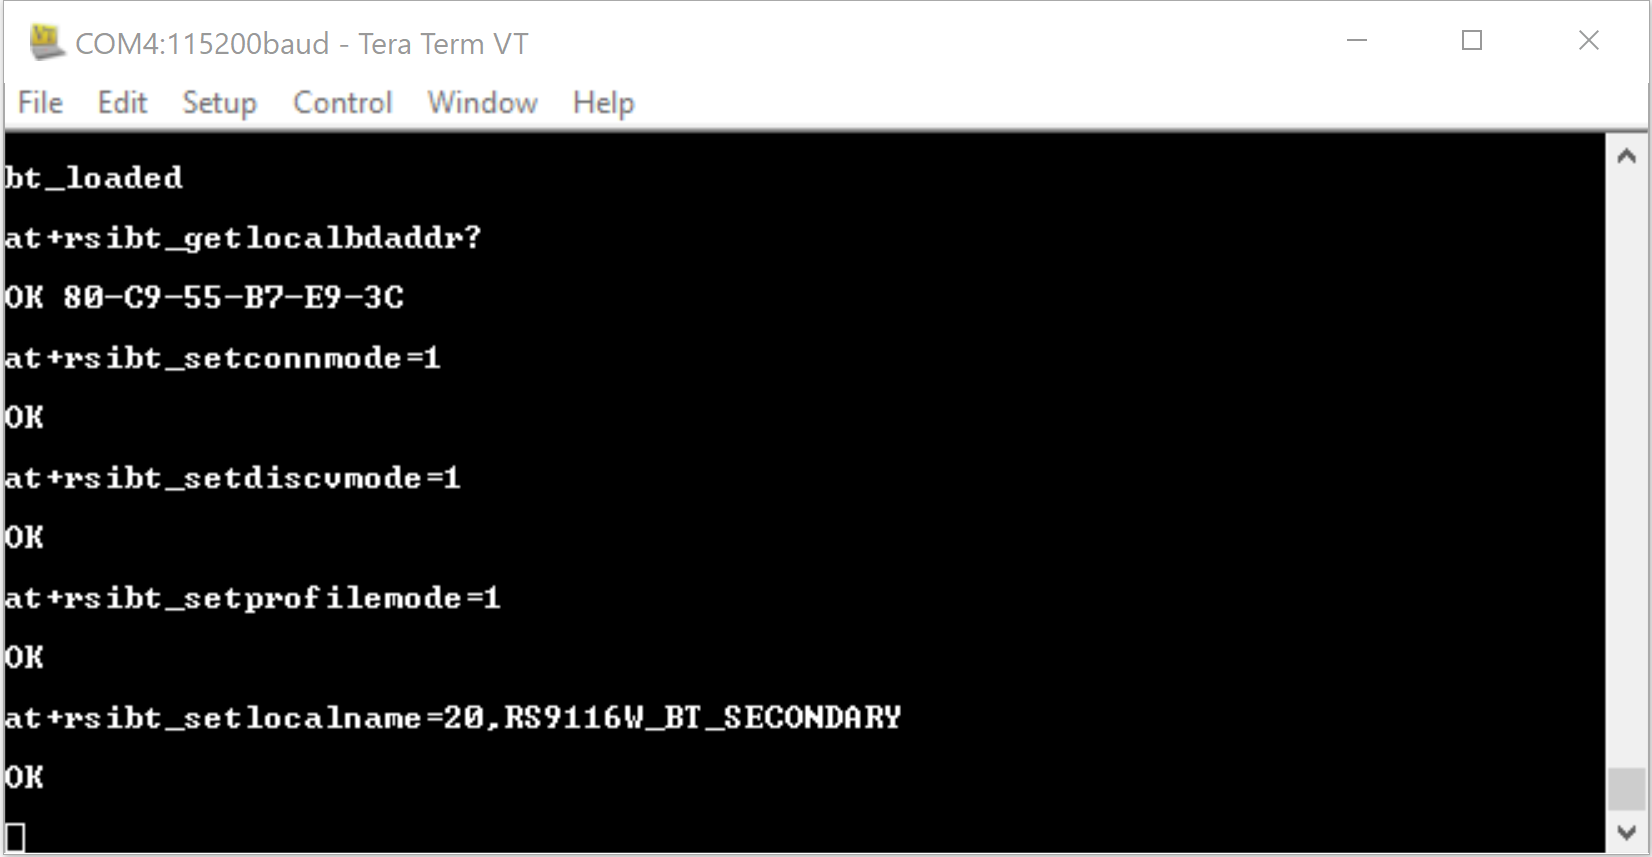 COM4:115200baud - Tera Term VT
File Edit Setup Control Window Help
bt_loaded
at+rsibt_getlocalbdaddr?
OK 80-C9-55-B7-E9-3C
at+rsibt_setconnmode=1
OK
at+rsibt_setdiscvmode=1
OK
at+rsibt_setprofilemode=1
OK
at+rsibt_setlocalname=20,RS9116W_BT_SECONDARY
OK